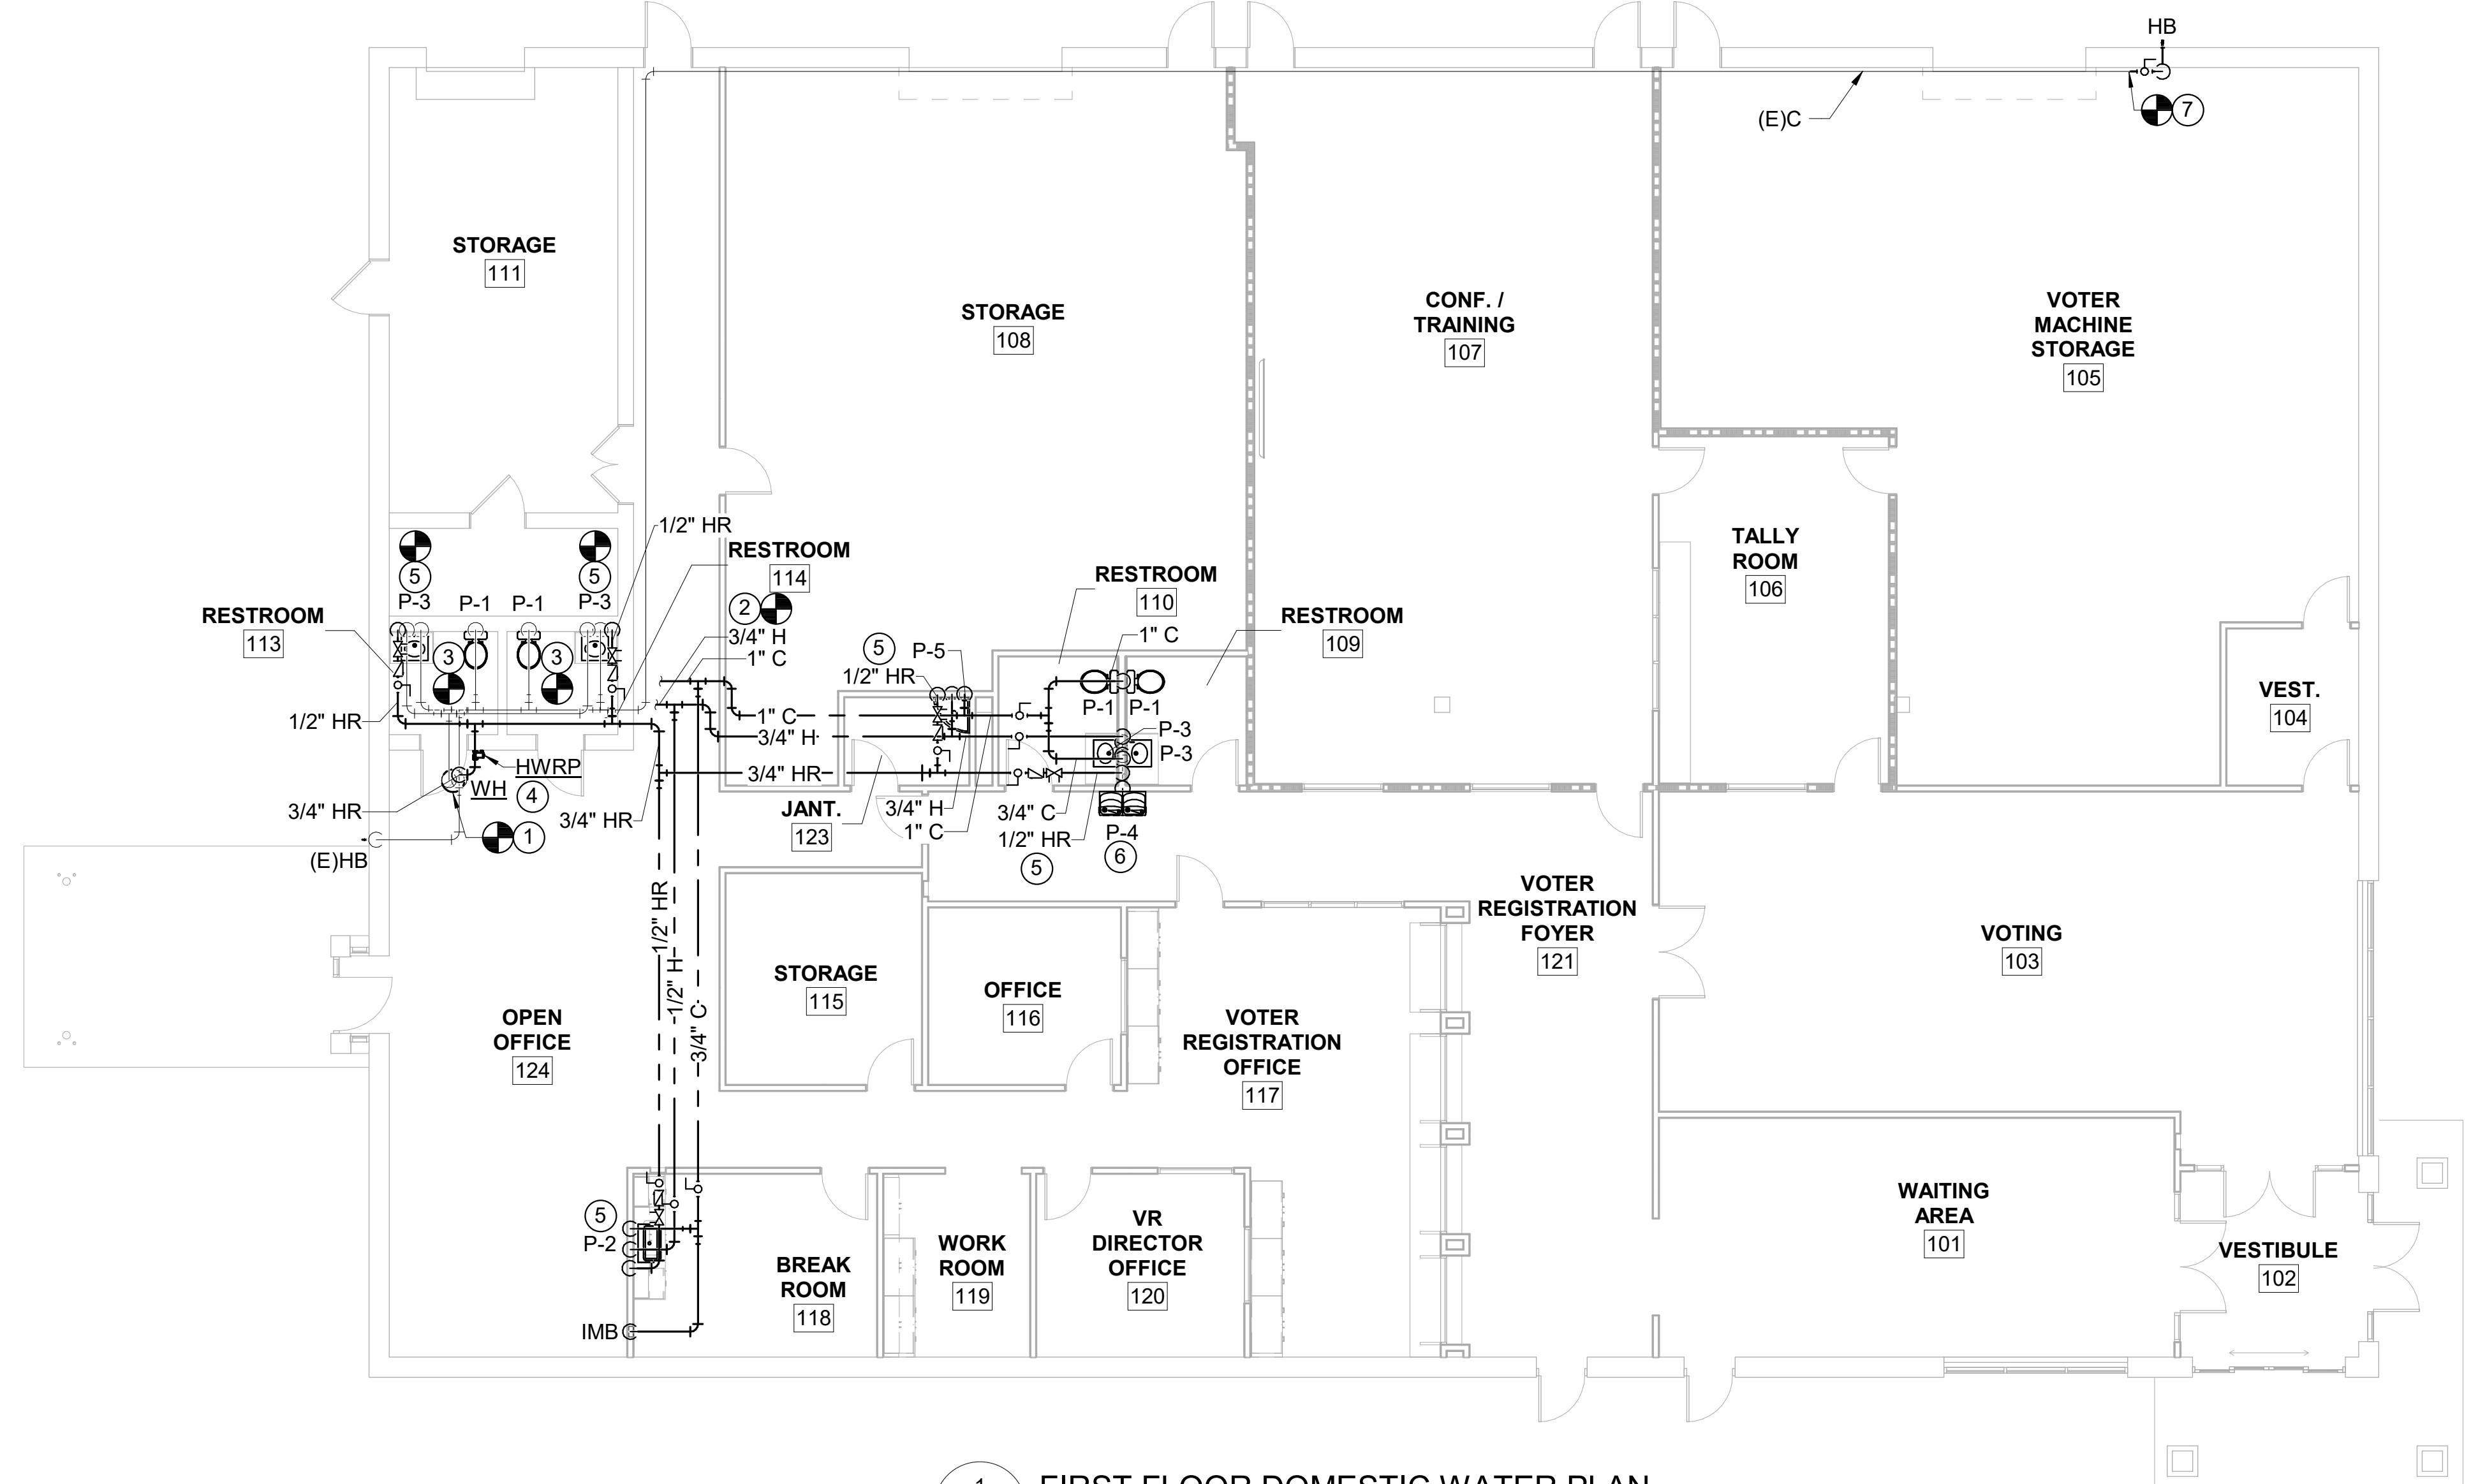 HB
(E)C
7
STORAGE
111
STORAGE
108
CONF. /
TRAINING
107
VOTER
MACHINE
STORAGE
105
1/2" HR
RESTROOM
114
5
P-3
P-1
P-1
5
P-3
RESTROOM
113
3
3
1/2" HR
2
3/4" H
1" C
TALLY
ROOM
106
RESTROOM
110
RESTROOM
109
1" C
5
P-5
1/2" HR
P-1
P-1
P-3
P-3
VEST.
104
1" C
3/4" H
3/4" HR
HWRP
WH
4
3/4" HR
1
(E)HB
3/4" HR
JANT.
123
3/4" H
1" C
3/4" C
1/2" HR
5
P-4
6
1/2" HR
1/2" H
3/4" C
VOTER
REGISTRATION
FOYER
121
VOTING
103
STORAGE
115
OFFICE
116
OPEN
OFFICE
124
VOTER
REGISTRATION
OFFICE
117
WAITING
AREA
101
VESTIBULE
102
5
P-2
BREAK
ROOM
118
WORK
ROOM
119
VR
DIRECTOR
OFFICE
120
IMB
1
FIRST FLOOR DOMESTIC WATER PLAN